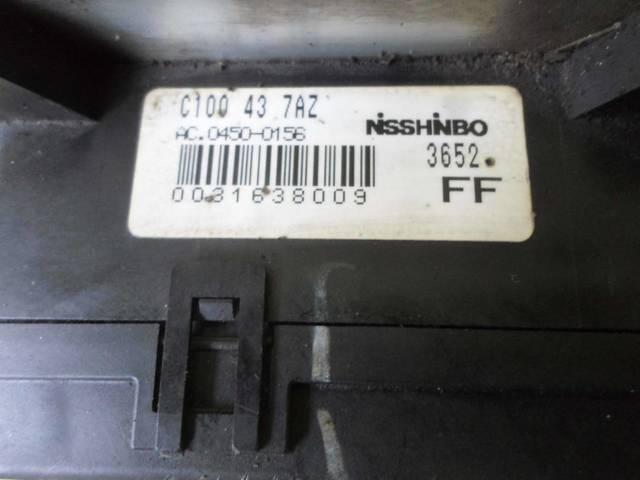 C100 43 7AZ
AC.0450-0156 NiSSHiNBO
3652
0031638009 FF